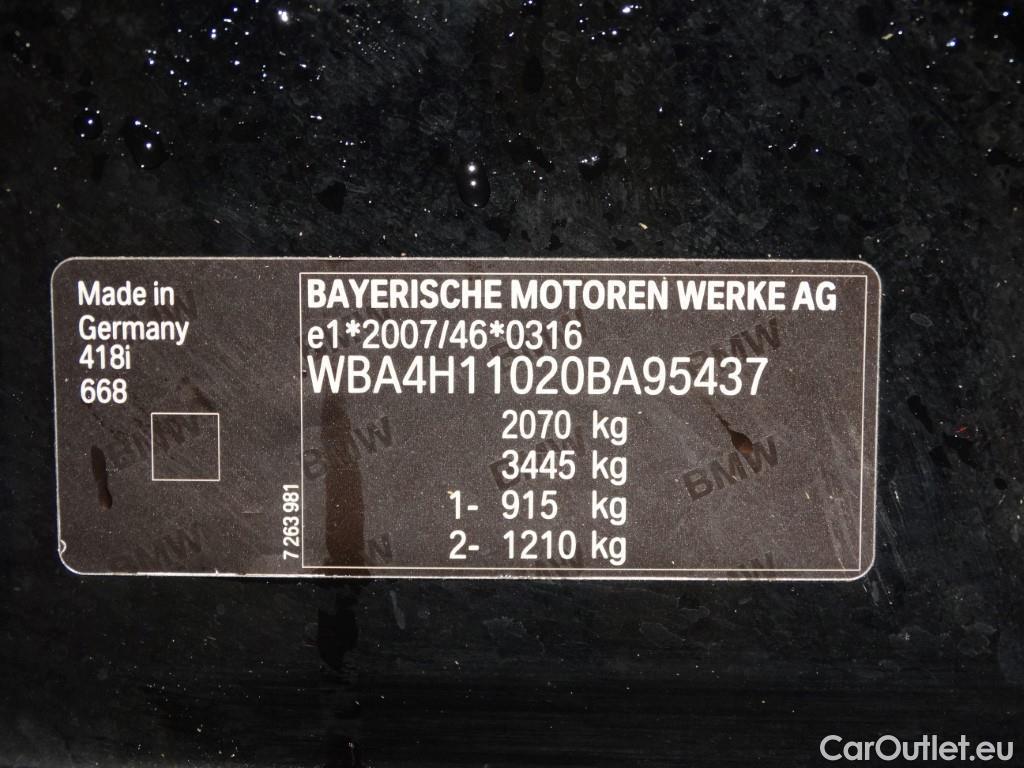 Made in
Germany
418i
668
7 263 981
BAYERISCHE MOTOREN WERKE AG
e1*2007/46*0316
WBA4H11020BA95437
2070 kg
3445 kg
1- 915 kg
2- 1210 kg
BMW
BMW
BMW
BMW
BMW
BMW
CarOutlet.eu